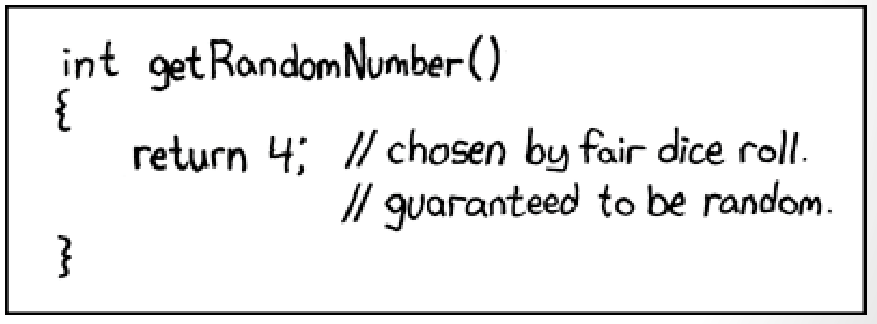 int getRandomNumber()
{
return 4; // chosen by fair dice roll.
// guaranteed to be random.
}